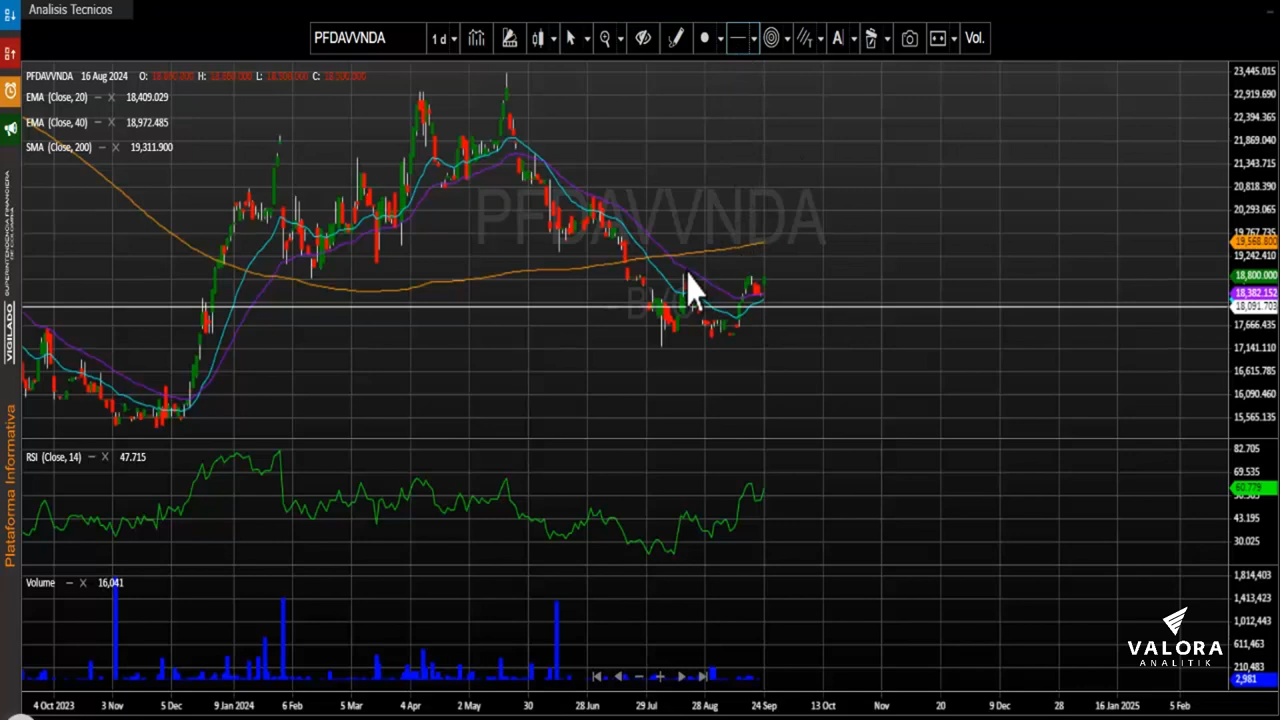 Analisis Tecnicos
PFDAVVNDA
1 d
A
Vol.
PFDAVVNDA 16 Aug 2024 O: H: L: C:
EMA (Close, 20) – X 18,409.029
EMA (Close, 40) – X 18,972.485
SMA (Close, 200) – X 19,311.900
PFDAVVNDA
- BVC
23,445.015
22,919.690
22,394.365
21,869.040
21,343.715
20,818.390
20,293.065
19,767.735
19,568.800
19,242.410
18,800.000
18,382.152
18,091.703
17,666.435
17,141.110
16,615.785
16,090.460
15,565.135
RSI (Close, 14) – X 47.715
82.705
69.535
60.779
43.195
30.025
Volume – X 16,041
1,814,403
1,413,423
1,012,443
611,463
210,483
2,981
4 Oct 2023
3 Nov
5 Dec
9 Jan 2024
6 Feb
5 Mar
4 Apr
2 May
30
28 Jun
29 Jul
28 Aug
24 Sep
13 Oct
Nov
20
9 Dec
28
16 Jan 2025
5 Feb
VALORA
ANALITIK
SUPERINTENDENCIA FINANCIERA
DE COLOMBIA
VIGILADO
Plataforma Informativa